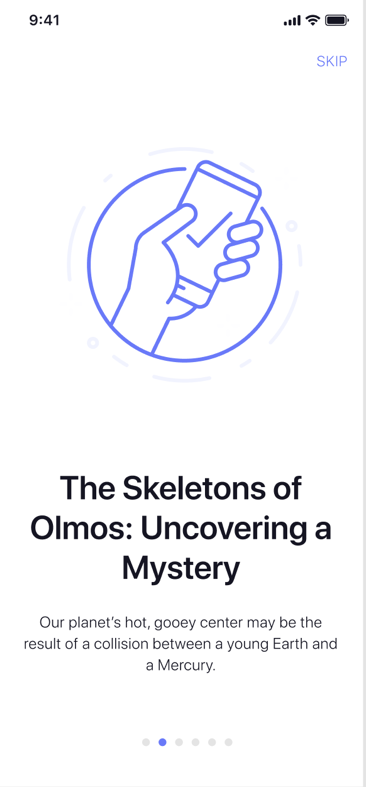 9:41
SKIP
The Skeletons of
Olmos: Uncovering a
Mystery
Our planet’s hot, gooey center may be the
result of a collision between a young Earth and
a Mercury.